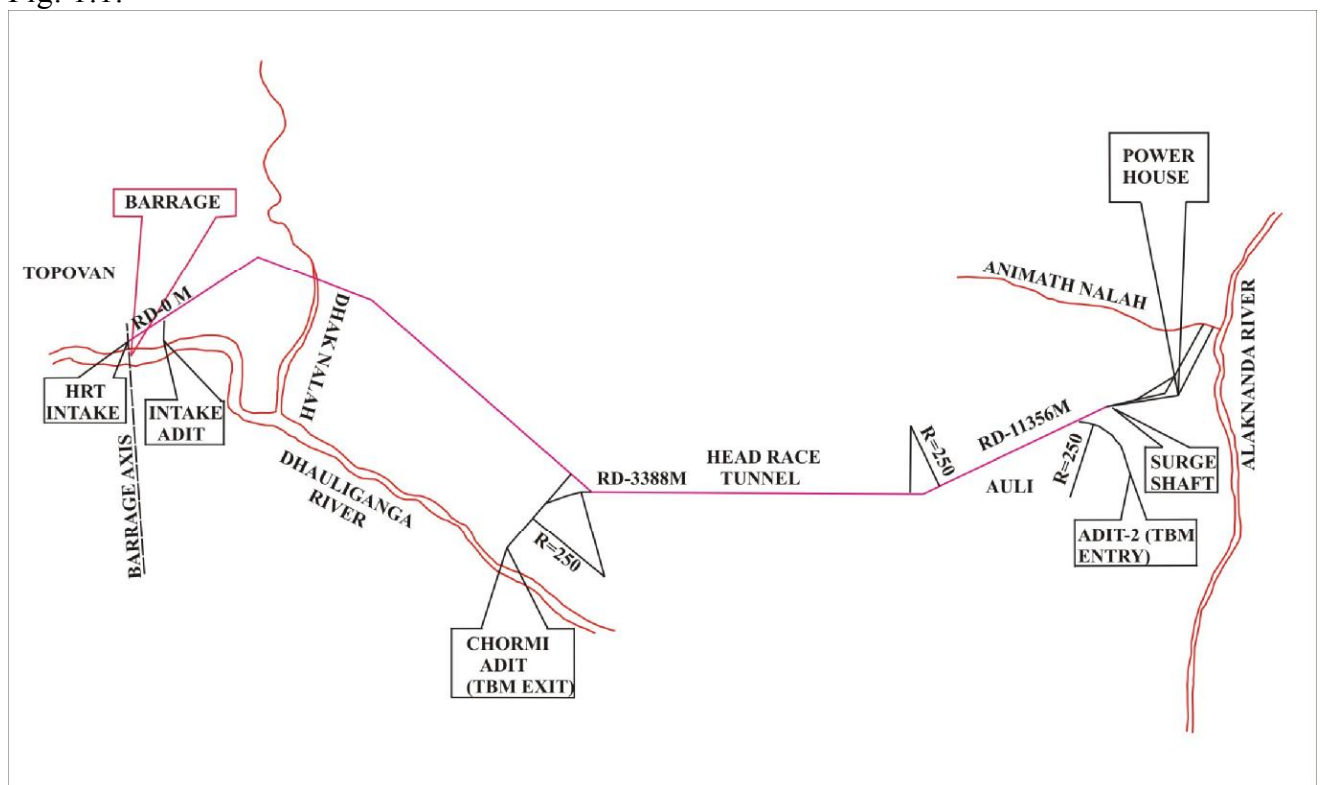 Fig. 1.1.
POWER
HOUSE
BARRAGE
TOPOVAN
ANIMATH NALAH
RD-0 M
DHAK NALAH
ALAKNANDA RIVER
HRT
INTAKE
INTAKE
ADIT
BARRAGE AXIS
DHAULIGANGA
RIVER
RD-3388M
HEAD RACE
TUNNEL
R=250
RD-11356M
AULI
R=250
SURGE
SHAFT
ADIT-2 (TBM
ENTRY)
R=250
CHORMI
ADIT
(TBM EXIT)